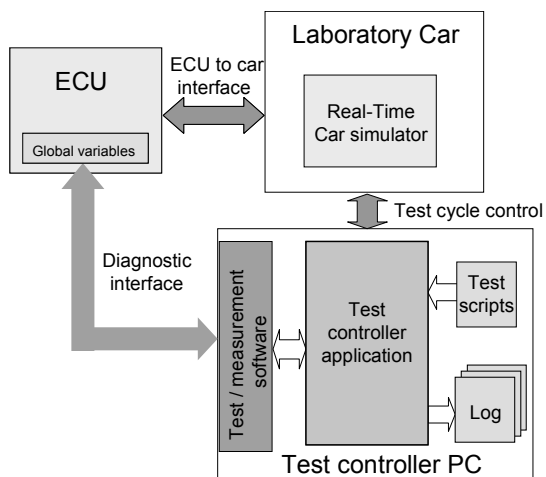 Laboratory Car
ECU to car
interface
ECU
Real-Time
Car simulator
Global variables
Test cycle control
Diagnostic
interface
Test / measurement
software
Test
controller
application
Test
scripts
Log
Test controller PC